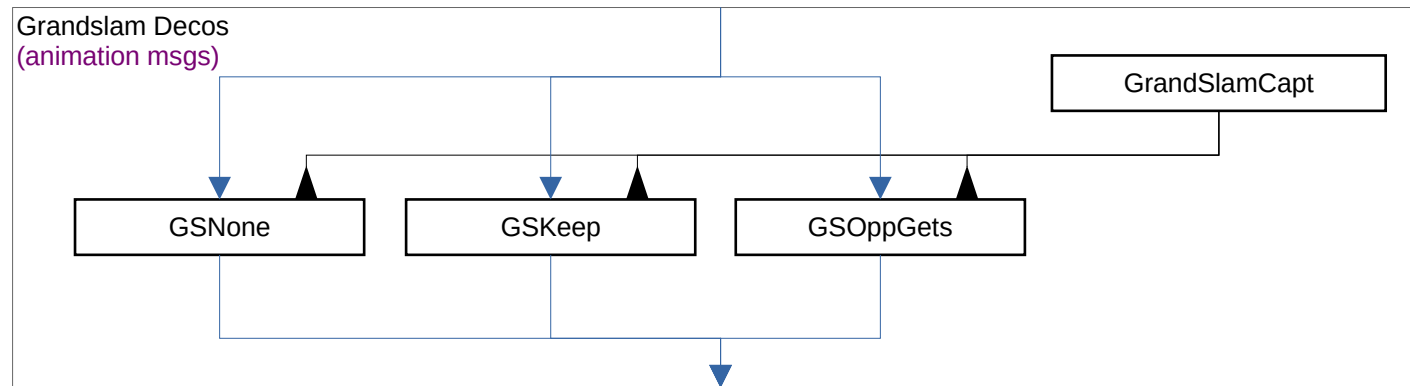 Grandslam Decos
(animation msgs)
GrandSlamCapt
GSNone
GSKeep
GSOppGets